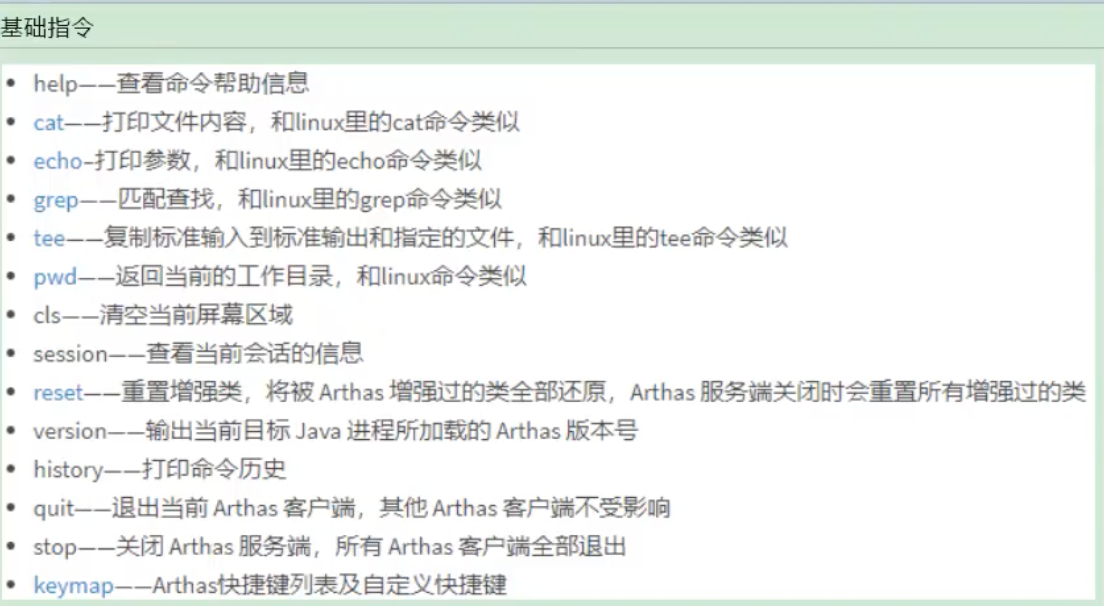 基础指令
help——查看命令帮助信息
cat——打印文件内容，和linux里的cat命令类似
echo–打印参数，和linux里的echo命令类似
grep——匹配查找，和linux里的grep命令类似
tee——复制标准输入到标准输出和指定的文件，和linux里的tee命令类似
pwd——返回当前的工作目录，和linux命令类似
cls——清空当前屏幕区域
session——查看当前会话的信息
reset——重置增强类，将被 Arthas 增强过的类全部还原，Arthas 服务端关闭时会重置所有增强过的类
version——输出当前目标 Java 进程所加载的 Arthas 版本号
history——打印命令历史
quit——退出当前 Arthas 客户端，其他 Arthas 客户端不受影响
stop——关闭 Arthas 服务端，所有 Arthas 客户端全部退出
keymap——Arthas快捷键列表及自定义快捷键